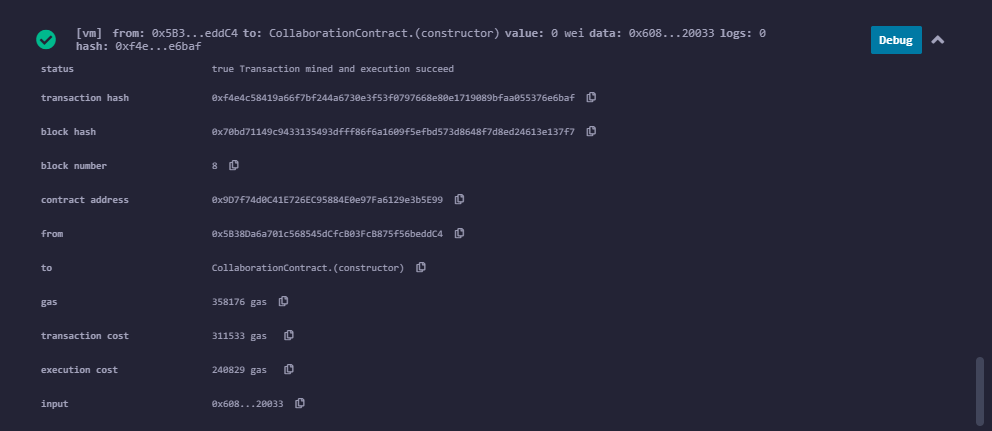 [vm] from: 0x5B3...eddC4 to: CollaborationContract.(constructor) value: 0 wei data: 0x608...20033 logs: 0
hash: 0xf4e...e6baf
Debug
status true Transaction mined and execution succeed
transaction hash 0xf4e4c58419a66f7bf244a6730e3f53f0797668e80e1719089bfaa055376e6baf
block hash 0x70bd71149c9433135493dfff86f6a1609f5efbd573d8648f7d8ed24613e137f7
block number 8
contract address 0x9D7f74d0C41E726EC95884E0e97Fa6129e3b5E99
from 0x5B38Da6a701c568545dCfcB03FcB875f56beddC4
to CollaborationContract.(constructor)
gas 358176 gas
transaction cost 311533 gas
execution cost 240829 gas
input 0x608...20033